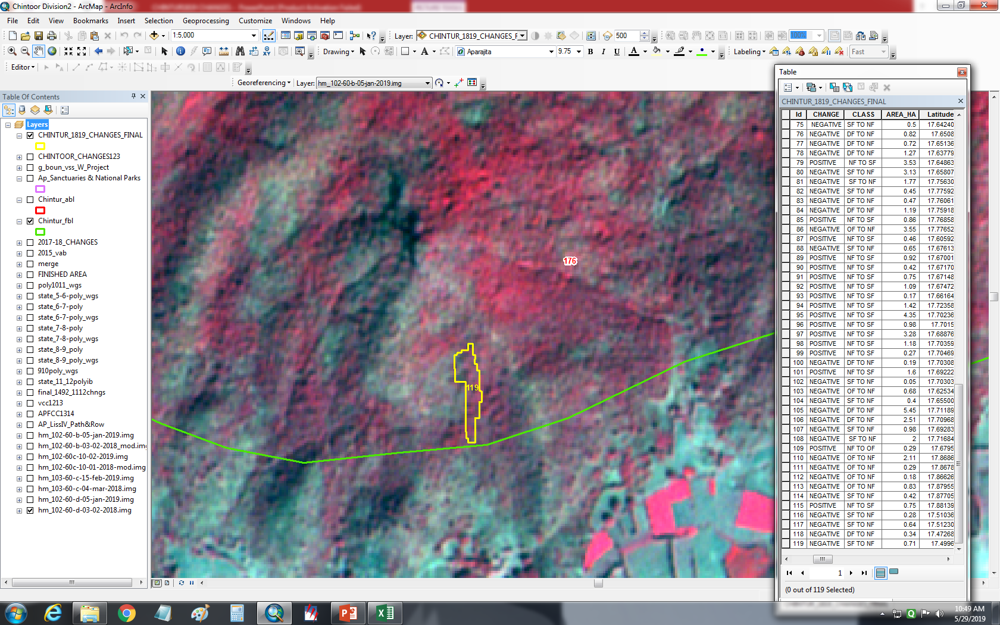 Chintoor Division2 - ArcMap - ArcInfo
File Edit View Bookmarks Insert Selection Geoprocessing Customize Windows Help
1:5,000 Layer: CHINTUR_1819_CHANGES_F 500 100%
Drawing Aparajita 9.75 B I U A Labeling Fast
Editor
Georeferencing Layer: hm_102-60-b-05-jan-2019.img
Table Of Contents
Layers
CHINTUR_1819_CHANGES_FINAL
CHINTOOR_CHANGES123
g_boun_vss_W_Project
Ap_Sanctuaries & National Parks
Chintur_abl
Chintur_fbl
2017-18_CHANGES
2015_vab
merge
FINISHED AREA
poly1011_wgs
state_5-6-poly_wgs
state_6-7-poly
state_6-7-poly_wgs
state_7-8-poly
state_7-8-poly_wgs
state_8-9_poly
state_8-9_poly_wgs
910poly_wgs
state_11_12polyib
final_1492_1112chngs
vcc1213
APFCC1314
AP_LissIV_Path&Row
hm_102-60-b-05-jan-2019.img
hm_102-60-b-03-02-2018_mod.img
hm_102-60c-10-02-2019.img
hm_102-60c-10-01-2018-mod.img
hm_103-60-c-15-feb-2019.img
hm_103-60-c-04-mar-2018.img
hm_102-60-d-05-jan-2019.img
hm_102-60-d-03-02-2018.img
176
119
Table
CHINTUR_1819_CHANGES_FINAL
Id CHANGE CLASS AREA_HA Latitude
75 NEGATIVE SF TO NF 0.5 17.64240
76 NEGATIVE DF TO NF 0.82 17.6508
77 NEGATIVE DF TO NF 0.72 17.65136
78 NEGATIVE DF TO NF 1.27 17.63779
79 POSITIVE NF TO SF 3.53 17.64863
80 NEGATIVE SF TO NF 3.13 17.65807
81 NEGATIVE SF TO NF 1.77 17.75630
82 NEGATIVE SF TO NF 0.45 17.77592
83 NEGATIVE DF TO NF 0.47 17.76061
84 NEGATIVE DF TO NF 1.19 17.75918
85 POSITIVE NF TO SF 0.86 17.76858
86 NEGATIVE OF TO NF 3.55 17.77652
87 POSITIVE NF TO SF 0.46 17.60592
88 NEGATIVE SF TO NF 0.65 17.67613
89 POSITIVE NF TO SF 0.92 17.67001
90 POSITIVE NF TO SF 0.42 17.67170
91 POSITIVE NF TO SF 0.75 17.67148
92 POSITIVE NF TO SF 1.09 17.67472
93 POSITIVE NF TO SF 0.17 17.66164
94 POSITIVE NF TO SF 1.42 17.72358
95 POSITIVE NF TO SF 4.35 17.70236
96 POSITIVE NF TO SF 0.98 17.7015
97 POSITIVE NF TO SF 3.28 17.68876
98 POSITIVE NF TO SF 1.18 17.70359
99 POSITIVE NF TO SF 0.27 17.70469
100 NEGATIVE DF TO NF 0.19 17.70308
101 POSITIVE NF TO SF 1.6 17.69222
102 NEGATIVE SF TO NF 0.05 17.70303
103 NEGATIVE OF TO NF 0.68 17.62534
104 NEGATIVE SF TO NF 0.4 17.65500
105 NEGATIVE DF TO NF 5.45 17.71189
106 NEGATIVE DF TO NF 2.51 17.70968
107 NEGATIVE SF TO NF 0.98 17.69283
108 NEGATIVE SF TO NF 2 17.71684
109 POSITIVE NF TO OF 0.29 17.6795
110 NEGATIVE OF TO NF 2.11 17.8686
111 NEGATIVE OF TO NF 0.29 17.8678
112 NEGATIVE OF TO NF 0.18 17.86626
113 NEGATIVE OF TO NF 0.83 17.87955
114 NEGATIVE SF TO NF 0.42 17.87705
115 POSITIVE NF TO SF 0.75 17.88139
116 NEGATIVE SF TO NF 0.28 17.51036
117 NEGATIVE SF TO NF 0.64 17.51230
118 NEGATIVE DF TO NF 0.34 17.47268
119 NEGATIVE SF TO NF 0.71 17.4996
1
(0 out of 119 Selected)
10:49 AM
5/29/2019